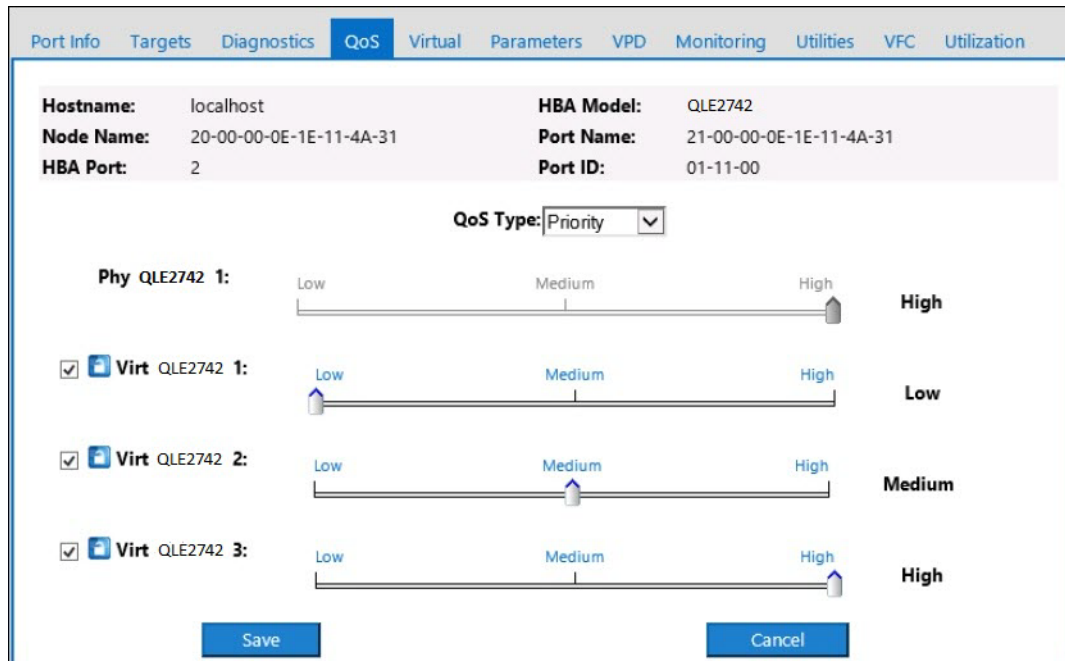 Port Info Targets Diagnostics QoS Virtual Parameters VPD Monitoring Utilities VFC Utilization
Hostname: localhost HBA Model: QLE2742
Node Name: 20-00-00-0E-1E-11-4A-31 Port Name: 21-00-00-0E-1E-11-4A-31
HBA Port: 2 Port ID: 01-11-00
QoS Type: Priority
Phy QLE2742 1: Low Medium High High
Virt QLE2742 1: Low Medium High Low
Virt QLE2742 2: Low Medium High Medium
Virt QLE2742 3: Low Medium High High
Save Cancel